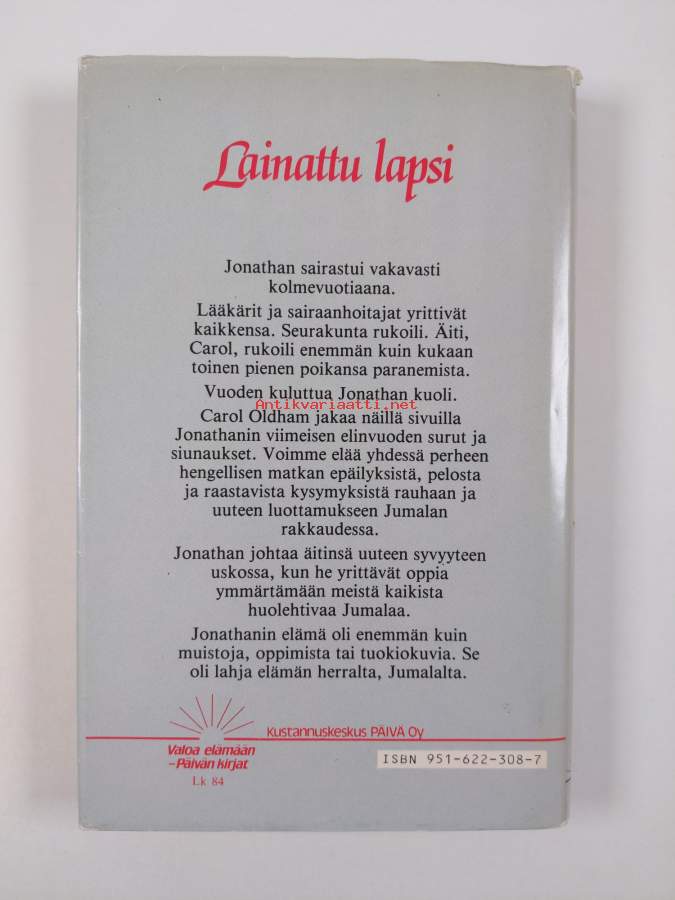 Lainattu lapsi
Jonathan sairastui vakavasti
kolmevuotiaana.
Lääkärit ja sairaanhoitajat yrittivät
kaikkensa. Seurakunta rukoili. Äiti,
Carol, rukoili enemmän kuin kukaan
toinen pienen poikansa paranemista.
Vuoden kuluttua Jonathan kuoli.
Antikvariaatti.net
Carol Oldham jakaa näillä sivuilla
Jonathanin viimeisen elinvuoden surut ja
siunaukset. Voimme elää yhdessä perheen
hengellisen matkan epäilyksistä, pelosta
ja raastavista kysymyksistä rauhaan ja
uuteen luottamukseen Jumalan
rakkaudessa.
Jonathan johtaa äitinsä uuteen syvyyteen
uskossa, kun he yrittävät oppia
ymmärtämään meistä kaikista
huolehtivaa Jumalaa.
Jonathanin elämä oli enemmän kuin
muistoja, oppimista tai tuokiokuvia. Se
oli lahja elämän herralta, Jumalalta.
Kustannuskeskus PÄIVÄ Oy
Valoa elämään
–Päivän kirjat
Lk 84
ISBN 951-622-308-7